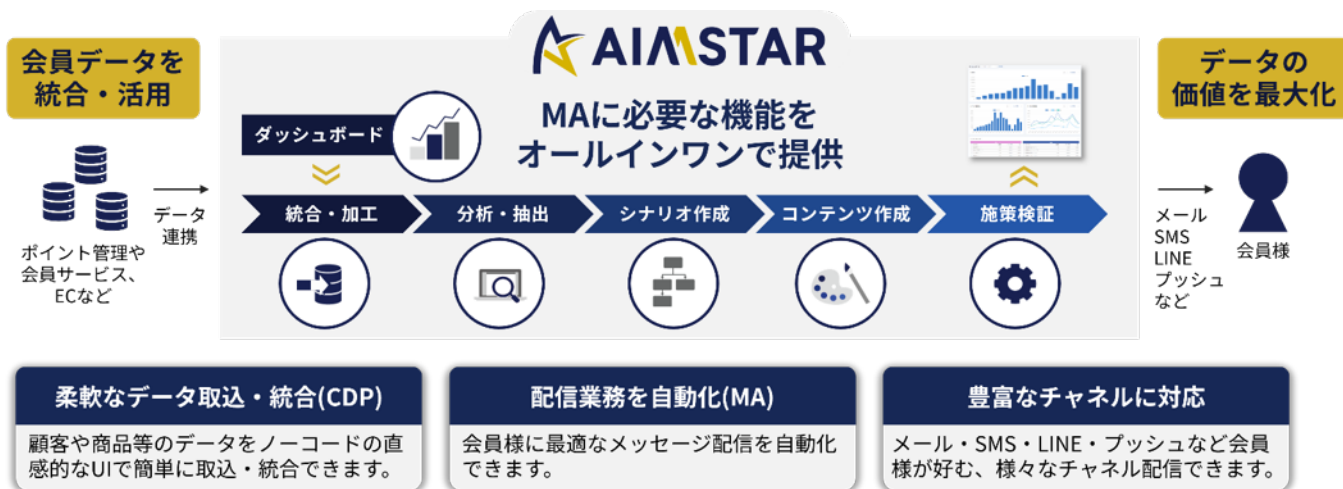 AIMSTAR
会員データを
統合・活用
MAに必要な機能を
オールインワンで提供
データの
価値を最大化
ダッシュボード
統合・加工
分析・抽出
シナリオ作成
コンテンツ作成
施策検証
データ
連携
ポイント管理や
会員サービス、
ECなど
メール
SMS
LINE
プッシュ
など
会員様
柔軟なデータ取込・統合(CDP)
顧客や商品等のデータをノーコードの直
感的なUIで簡単に取込・統合できます。
配信業務を自動化(MA)
会員様に最適なメッセージ配信を自動化
できます。
豊富なチャネルに対応
メール・SMS・LINE・プッシュなど会員
様が好む、様々なチャネル配信できます。